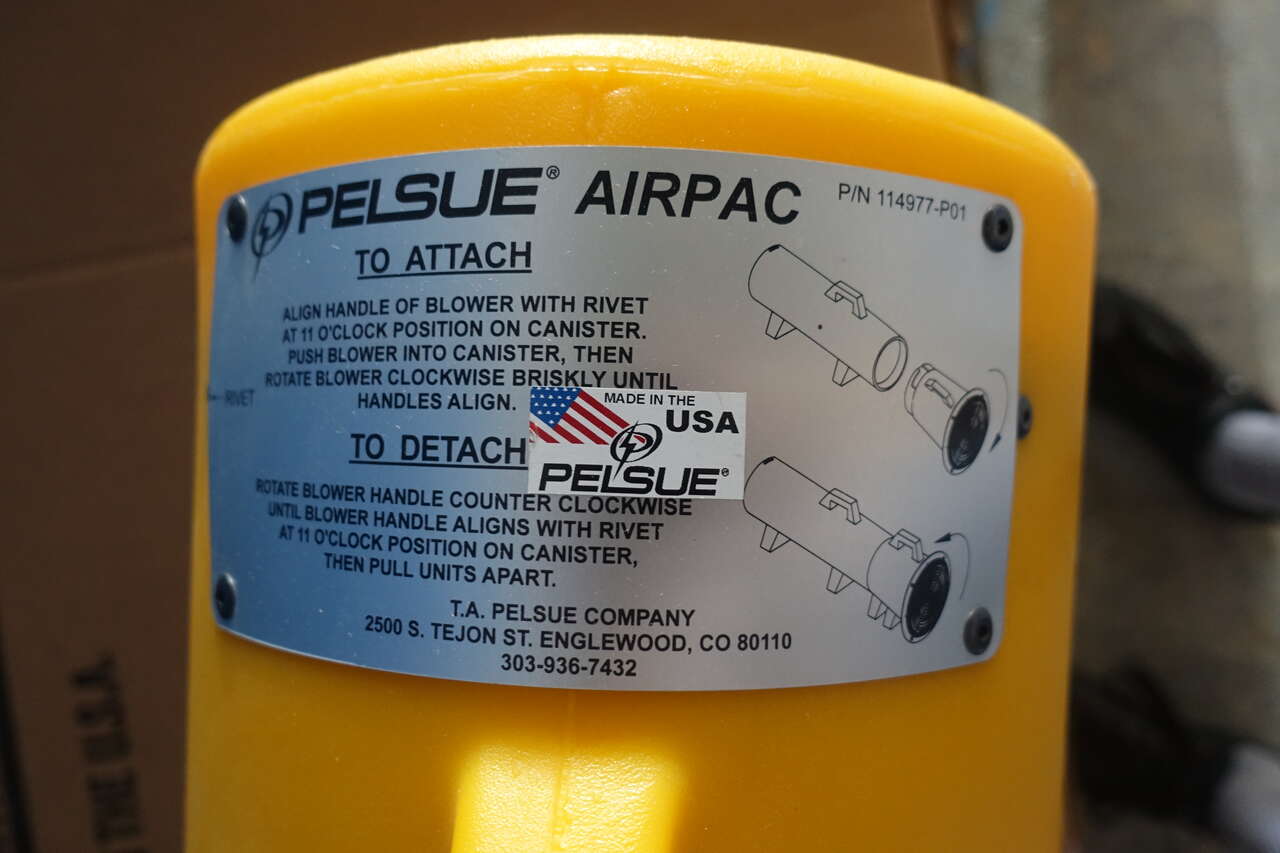 PELSUE® AIRPAC
P/N 114977-P01
TO ATTACH
ALIGN HANDLE OF BLOWER WITH RIVET
AT 11 O'CLOCK POSITION ON CANISTER.
PUSH BLOWER INTO CANISTER, THEN
ROTATE BLOWER CLOCKWISE BRISKLY UNTIL
HANDLES ALIGN.
RIVET
MADE IN THE
USA
PELSUE®
TO DETACH
ROTATE BLOWER HANDLE COUNTER CLOCKWISE
UNTIL BLOWER HANDLE ALIGNS WITH RIVET
AT 11 O'CLOCK POSITION ON CANISTER,
THEN PULL UNITS APART.
T.A. PELSUE COMPANY
2500 S. TEJON ST. ENGLEWOOD, CO 80110
303-936-7432
THE U.S.A.